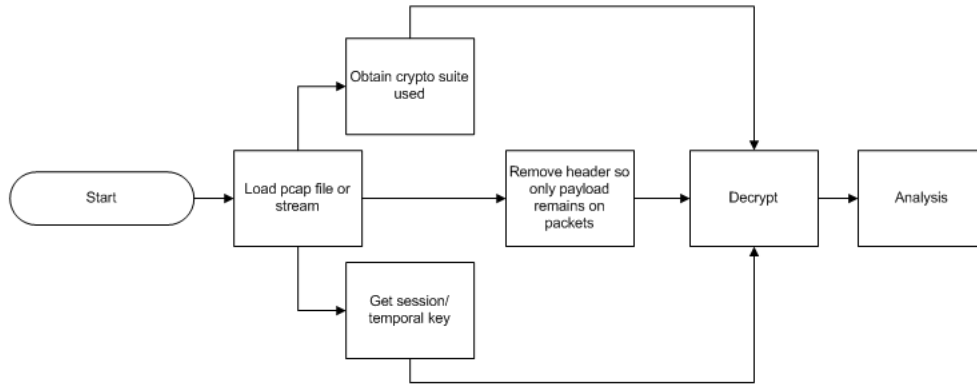 Obtain crypto suite
used
Start
Load pcap file or
stream
Remove header so
only payload
remains on
packets
Decrypt
Analysis
Get session/
temporal key